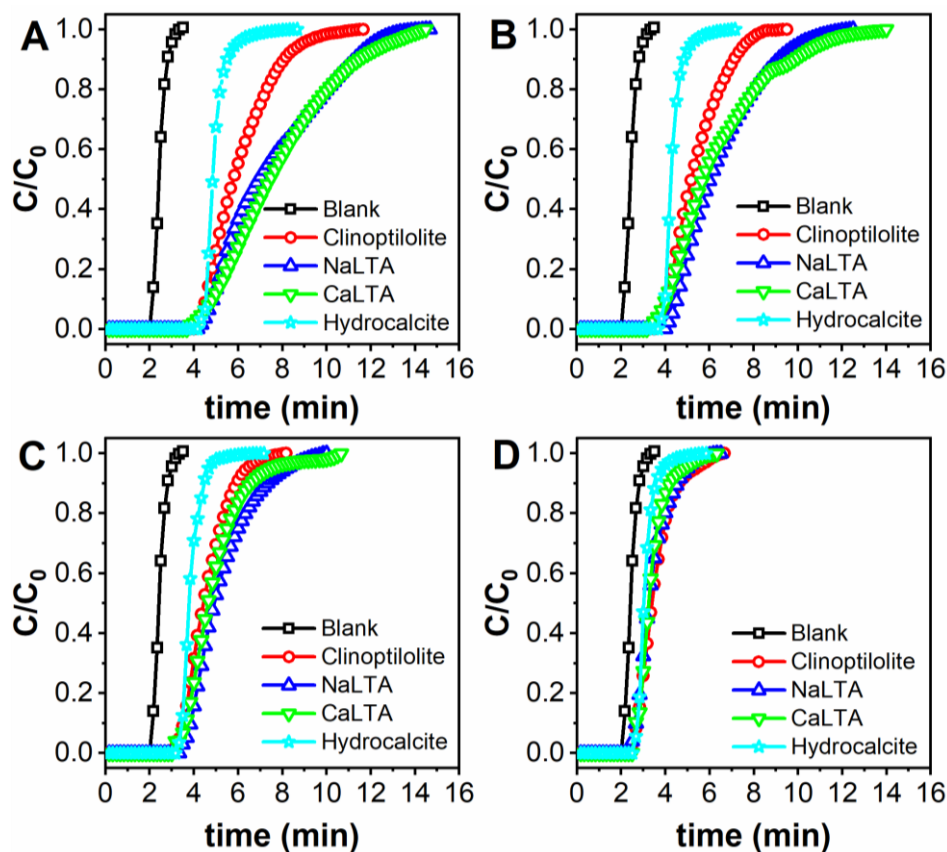 A
C/C0
1.0
0.8
0.6
0.4
0.2
0.0
Blank
Clinoptilolite
NaLTA
CaLTA
Hydrocalcite
0 2 4 6 8 10 12 14 16
time (min)
B
C/C0
1.0
0.8
0.6
0.4
0.2
0.0
Blank
Clinoptilolite
NaLTA
CaLTA
Hydrocalcite
0 2 4 6 8 10 12 14 16
time (min)
C
C/C0
1.0
0.8
0.6
0.4
0.2
0.0
Blank
Clinoptilolite
NaLTA
CaLTA
Hydrocalcite
0 2 4 6 8 10 12 14 16
time (min)
D
C/C0
1.0
0.8
0.6
0.4
0.2
0.0
Blank
Clinoptilolite
NaLTA
CaLTA
Hydrocalcite
0 2 4 6 8 10 12 14 16
time (min)